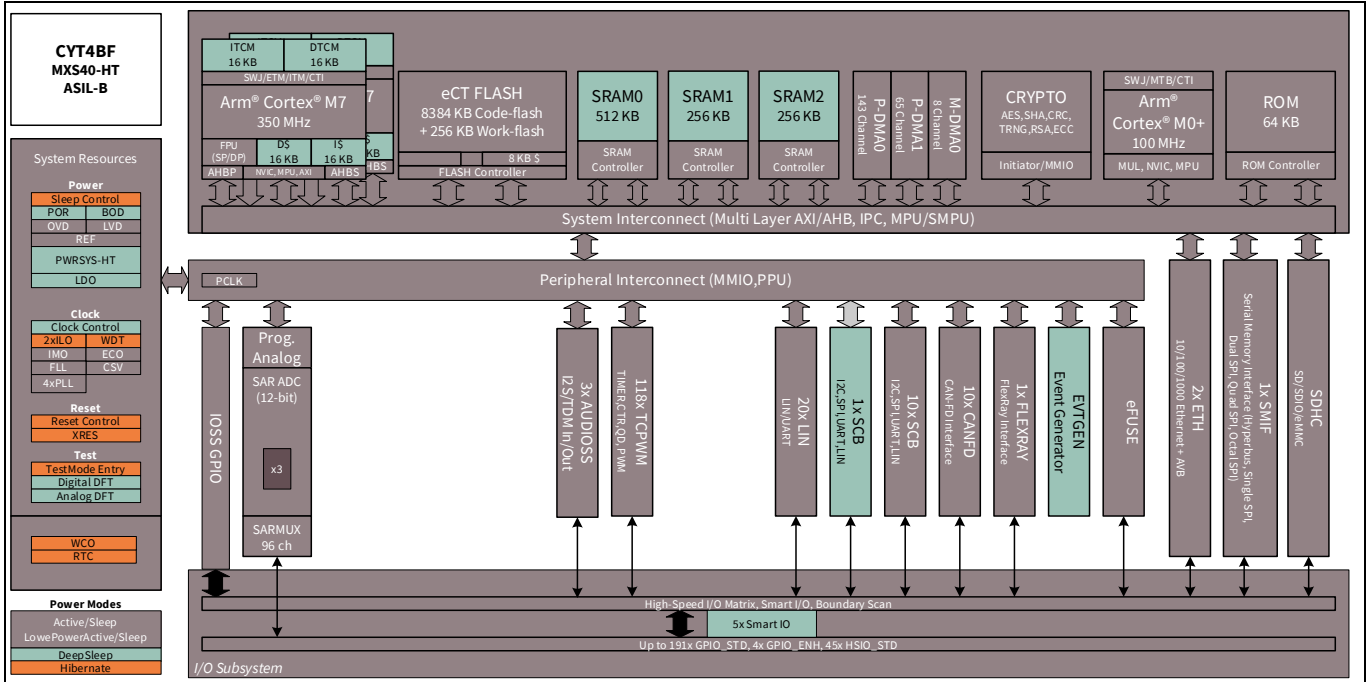 CYT4BF
MXS40-HT
ASIL-B
System Resources
Power
Sleep Control
POR BOD
OVD LVD
REF
PWRSYS-HT
LDO
Clock
Clock Control
2xILO WDT
IMO ECO
FLL CSV
4xPLL
Reset
Reset Control
XRES
Test
TestMode Entry
Digital DFT
Analog DFT
WCO
RTC
Power Modes
Active/Sleep
LowePowerActive/Sleep
DeepSleep
Hibernate
ITCM
16 KB
DTCM
16 KB
SWJ/ETM/ITM/CTI
Arm® Cortex® M7
350 MHz
FPU
(SP/DP)
D$
16 KB
I$
16 KB
AHBP
NVIC, MPU, AXI
AHBS
7
$
KB
HBS
eCT FLASH
8384 KB Code-flash
+ 256 KB Work-flash
8 KB $
FLASH Controller
SRAM0
512 KB
SRAM
Controller
SRAM1
256 KB
SRAM
Controller
SRAM2
256 KB
SRAM
Controller
P-DMA0
143 Channel
P-DMA1
65 Channel
M-DMA0
8 Channel
CRYPTO
AES,SHA,CRC,
TRNG,RSA,ECC
Initiator/MMIO
SWJ/MTB/CTI
Arm®
Cortex® M0+
100 MHz
MUL, NVIC, MPU
ROM
64 KB
ROM Controller
System Interconnect (Multi Layer AXI/AHB, IPC, MPU/SMPU)
PCLK
Peripheral Interconnect (MMIO,PPU)
IOSS GPIO
Prog.
Analog
SAR ADC
(12-bit)
x3
SARMUX
96 ch
3x AUDIOSS
I2S/TDM In/Out
118x TCPWM
TIMER,CTR,QD,PWM
20x LIN
LIN/UART
1x SCB
I2C,SPI,UART,LIN
10x SCB
I2C,SPI,UART,LIN
10x CANFD
CAN-FD Interface
1x FLEXRAY
FlexRay Interface
EVTGEN
Event Generator
eFUSE
2x ETH
10/100/1000 Ethernet + AVB
1x SMIF
Serial Memory Interface (Hyperbus, Single SPI,
Dual SPI, Quad SPI, Octal SPI)
SDHC
SD/SDIO/eMMC
High-Speed I/O Matrix, Smart I/O, Boundary Scan
5x Smart IO
Up to 191x GPIO_STD, 4x GPIO_ENH, 45x HSIO_STD
I/O Subsystem